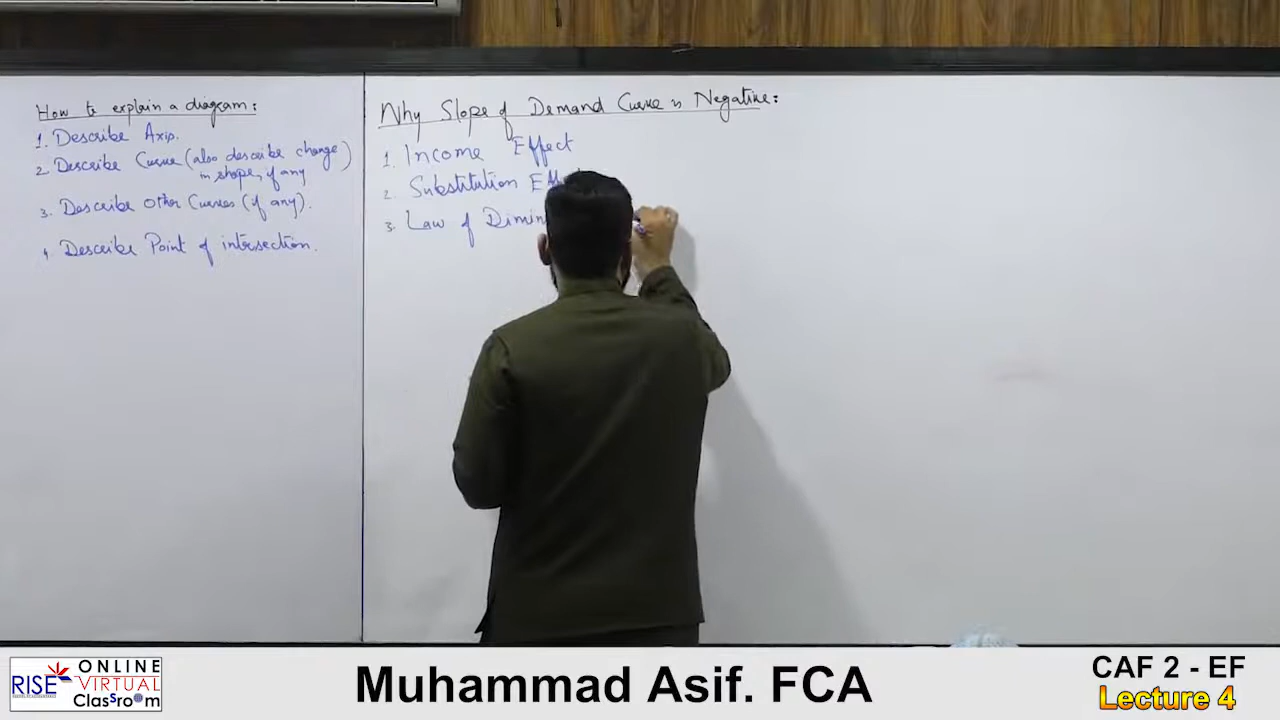 How to explain a diagram:
1. Describe Axis.
2. Describe Curve (also describe change)
in shope, if any
3. Describe Other Curves (if any).
4. Describe Point of intersection.
Why Slope of Demand Curve is Negative:
1. Income Effect
2. Substitution
3. Law of
RISE
ONLINE
VIRTUAL
Classroom
Muhammad Asif. FCA
CAF 2 - EF
Lecture 4